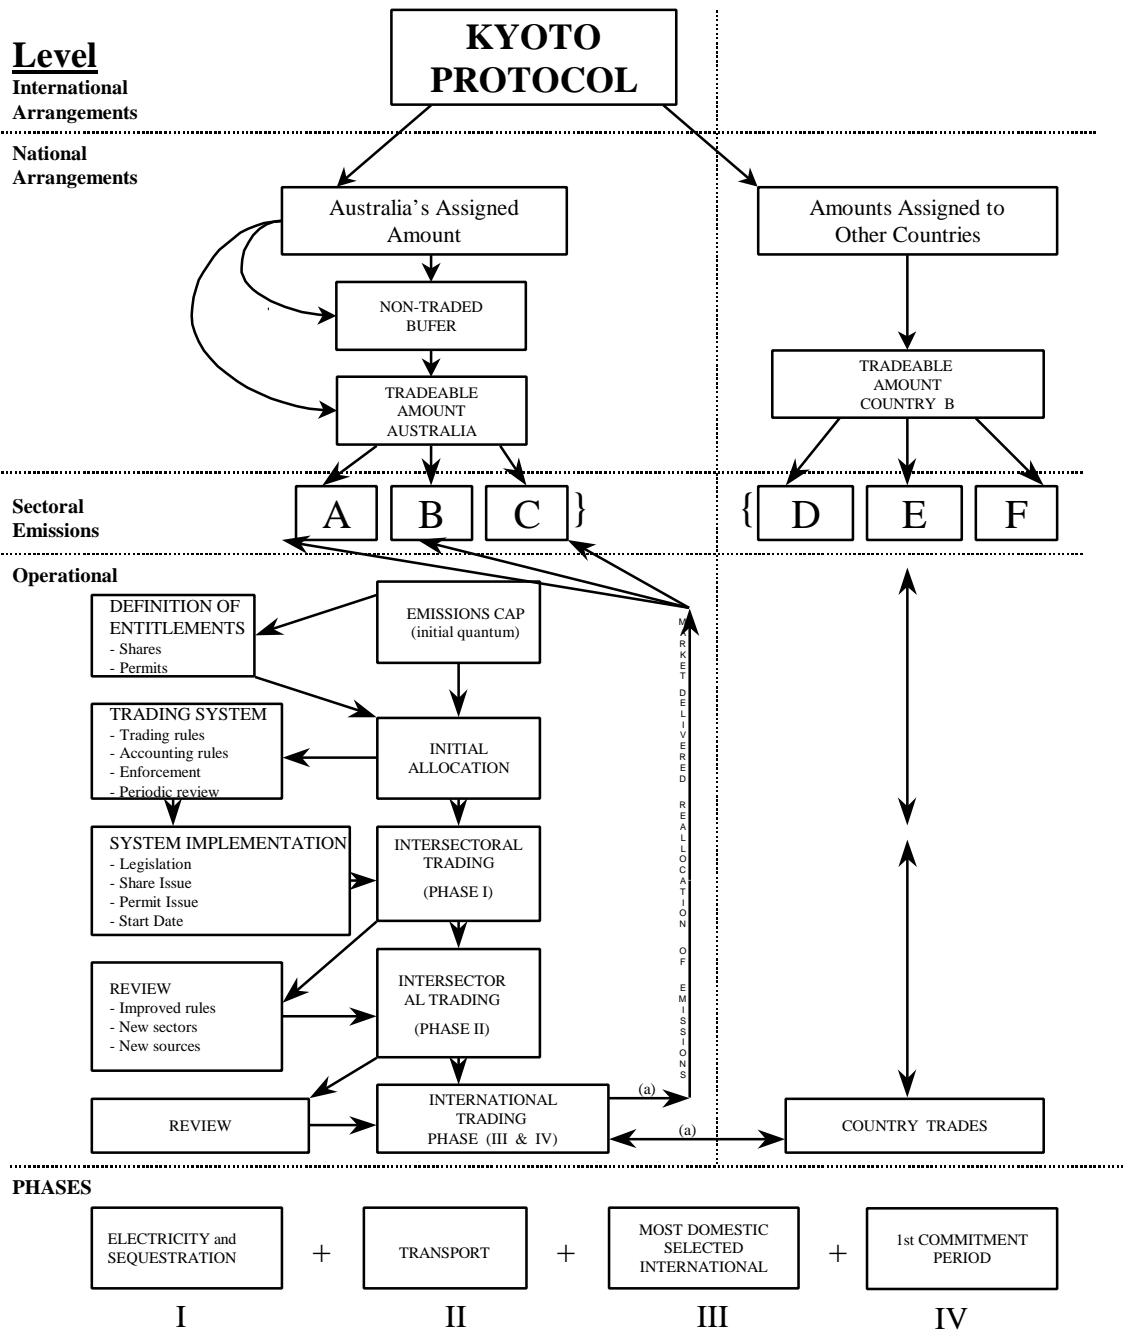 KYOTO
PROTOCOL
Level
International
Arrangements
National
Arrangements
Australia's Assigned
Amount
Amounts Assigned to
Other Countries
NON-TRADED
BUFER
TRADEABLE
AMOUNT
AUSTRALIA
TRADEABLE
AMOUNT
COUNTRY B
Sectoral
Emissions
A
B
C
}
{
D
E
F
Operational
DEFINITION OF
ENTITLEMENTS
- Shares
- Permits
EMISSIONS CAP
(initial quantum)
TRADING SYSTEM
- Trading rules
- Accounting rules
- Enforcement
- Periodic review
INITIAL
ALLOCATION
SYSTEM IMPLEMENTATION
- Legislation
- Share Issue
- Permit Issue
- Start Date
INTERSECTORAL
TRADING
(PHASE I)
MARKET DELIVERED REALLOCATION OF EMISSIONS
REVIEW
- Improved rules
- New sectors
- New sources
INTERSECTOR
AL TRADING
(PHASE II)
REVIEW
INTERNATIONAL
TRADING
PHASE (III & IV)
(a)
(a)
COUNTRY TRADES
PHASES
ELECTRICITY and
SEQUESTRATION
+
TRANSPORT
+
MOST DOMESTIC
SELECTED
INTERNATIONAL
+
1st COMMITMENT
PERIOD
I
II
III
IV